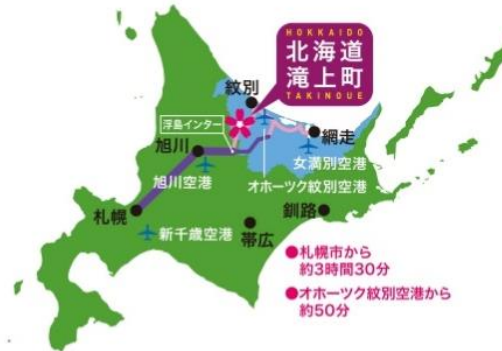 HOKKAIDO
北海道
滝上町
TAKINOUE
紋別
浮島インター
網走
旭川
女満別空港
旭川空港
オホーツク紋別空港
札幌
釧路
新千歳空港
帯広
●札幌市から
約3時間30分
●オホーツク紋別空港から
約50分